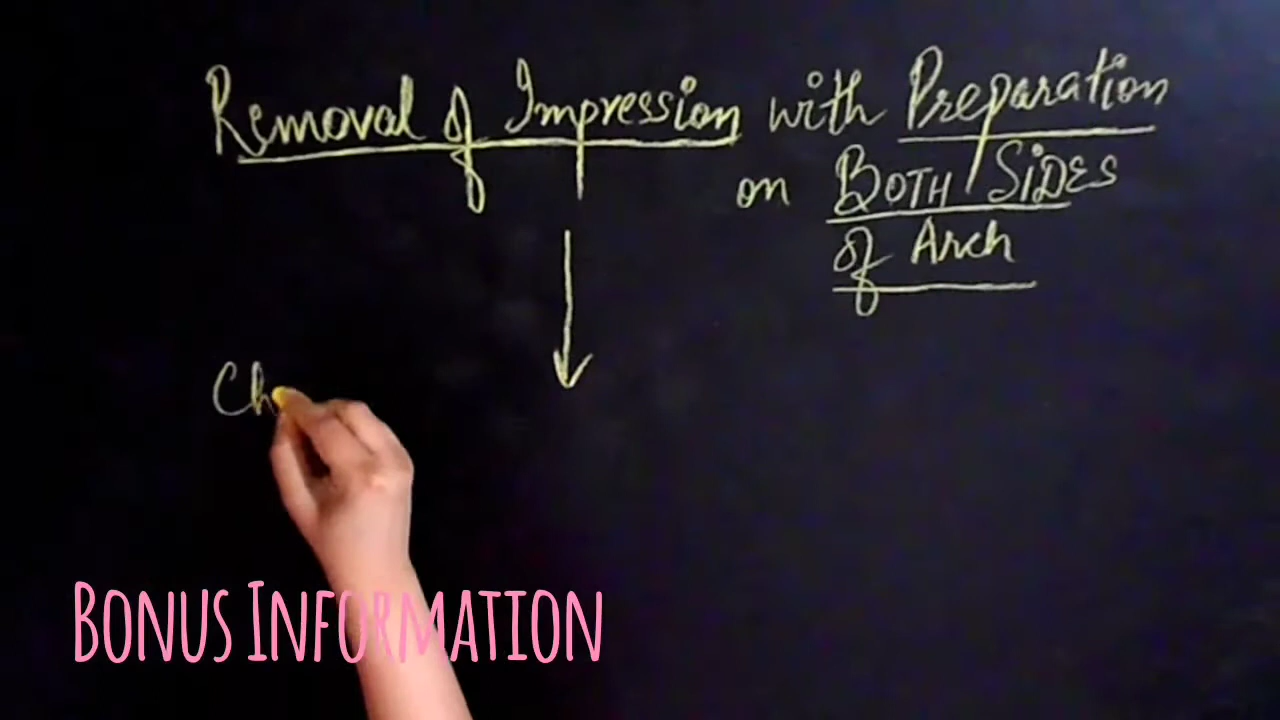 Removal of Impression with Preparation
on BOTH SIDES
of Arch
Ch
BONUS INFORMATION